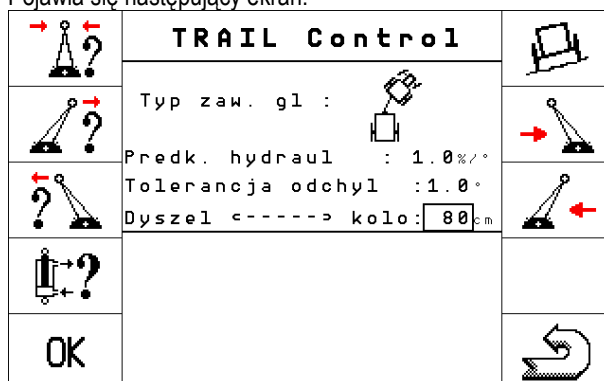 Pojawia się następujący ekran:
TRAIL Control
Typ zaw. gl :
Predk. hydraul : 1.0%/°
Tolerancja odchyl :1.0°
Dyszel <-----> kolo: 80cm
?
?
?
?
OK